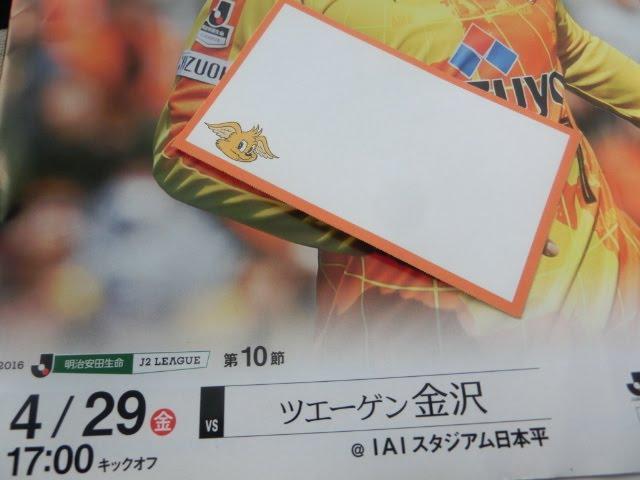 ZUYO
2016 明治安田生命 J2 LEAGUE 第10節
4/29 金 VS ツエーゲン金沢
17:00 キックオフ @IAIスタジアム日本平